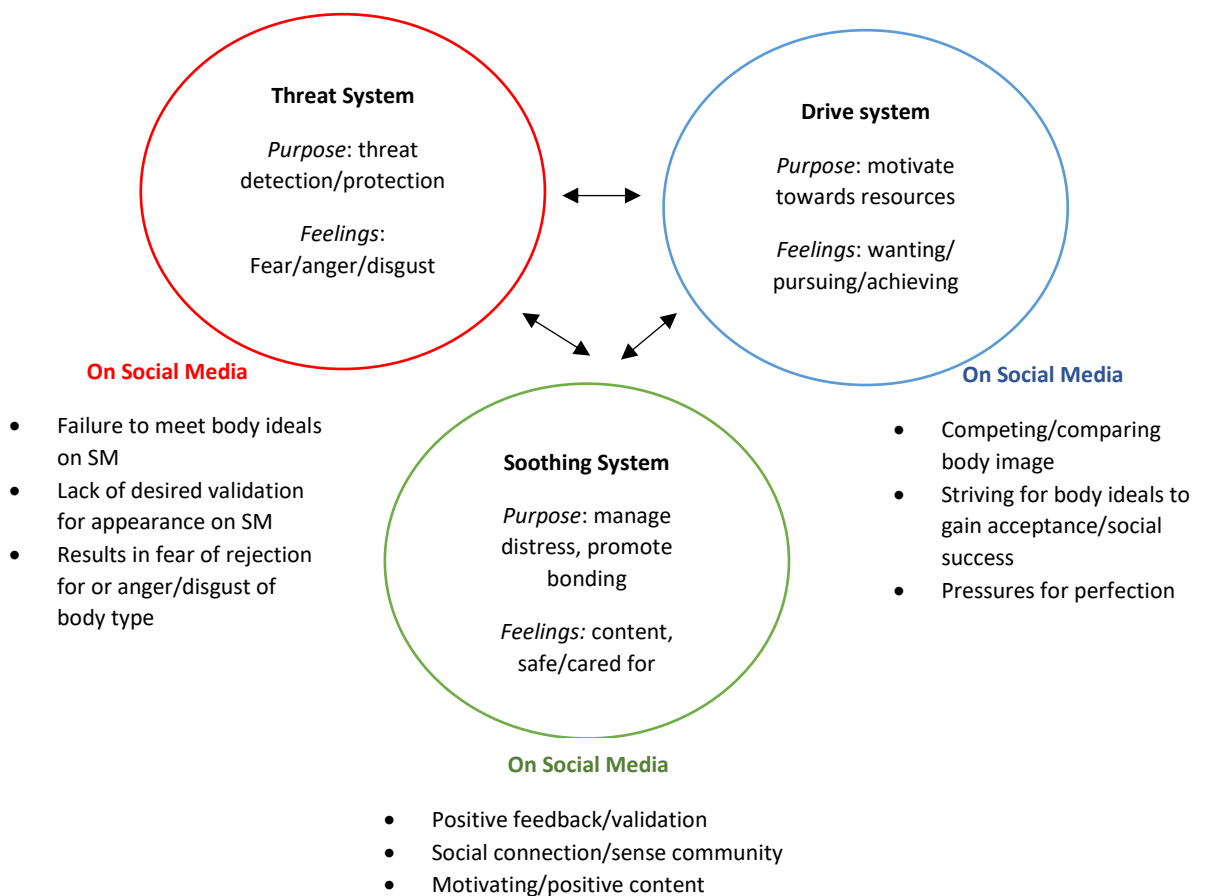 Threat System
Purpose: threat
detection/protection
Feelings:
Fear/anger/disgust
Drive system
Purpose: motivate
towards resources
Feelings: wanting/
pursuing/achieving
On Social Media
• Failure to meet body ideals
on SM
• Lack of desired validation
for appearance on SM
• Results in fear of rejection
for or anger/disgust of
body type
On Social Media
• Competing/comparing
body image
• Striving for body ideals to
gain acceptance/social
success
• Pressures for perfection
Soothing System
Purpose: manage
distress, promote
bonding
Feelings: content,
safe/cared for
On Social Media
• Positive feedback/validation
• Social connection/sense community
• Motivating/positive content